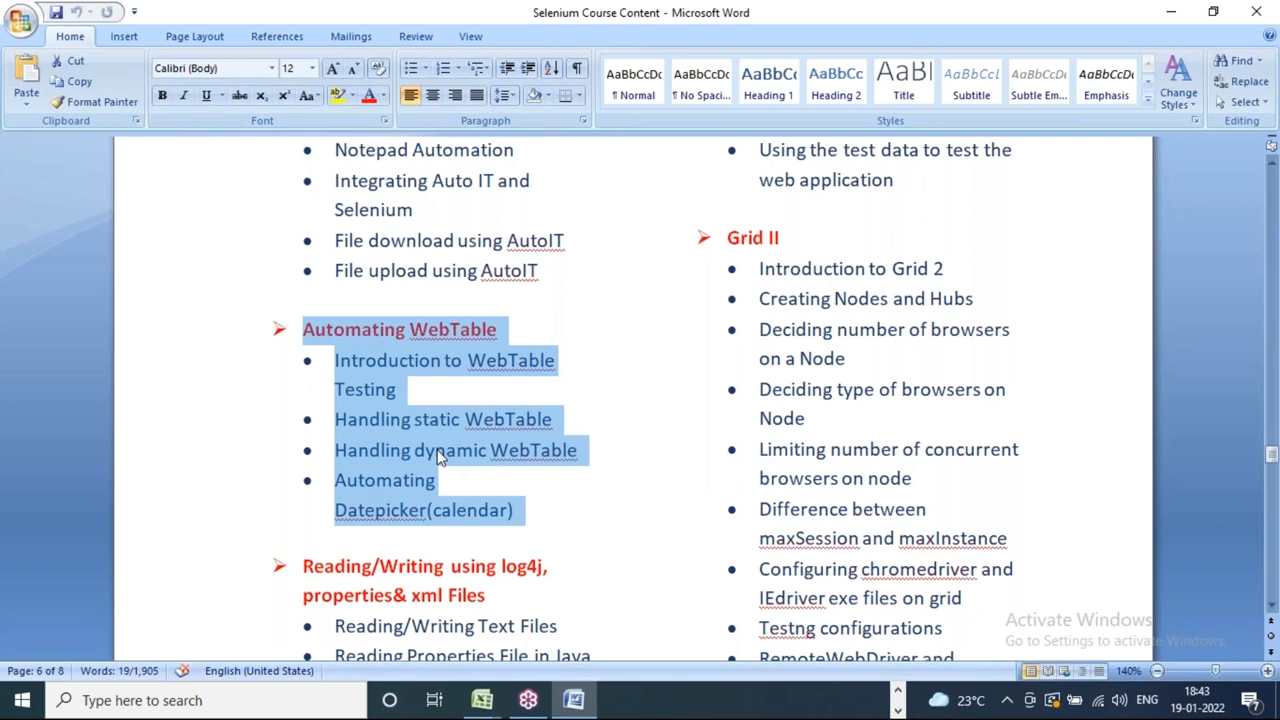 Selenium Course Content - Microsoft Word
Home Insert Page Layout References Mailings Review View
Paste
Cut
Copy
Format Painter
Clipboard
Calibri (Body) 12
Font
Paragraph
AaBbCcDc AaBbCcDc AaBbCc AaBbCc AaBl AaBbCcL AaBbCcDc AaBbCcDc
¶ Normal ¶ No Spaci... Heading 1 Heading 2 Title Subtitle Subtle Em... Emphasis
Change Styles
Styles
Find
Replace
Select
Editing
Notepad Automation
Integrating Auto IT and
Selenium
File download using AutoIT
File upload using AutoIT
Automating WebTable
Introduction to WebTable
Testing
Handling static WebTable
Handling dynamic WebTable
Automating
Datepicker(calendar)
Reading/Writing using log4j,
properties& xml Files
Reading/Writing Text Files
Reading Properties File in Java
Using the test data to test the
web application
Grid II
Introduction to Grid 2
Creating Nodes and Hubs
Deciding number of browsers
on a Node
Deciding type of browsers on
Node
Limiting number of concurrent
browsers on node
Difference between
maxSession and maxInstance
Configuring chromedriver and
IEdriver exe files on grid
Testng configurations
RemoteWebDriver and
Activate Windows
Go to Settings to activate Windows.
Page: 6 of 8 Words: 19/1,905 English (United States) 140%
Type here to search
23°C
ENG
18:43
19-01-2022
7